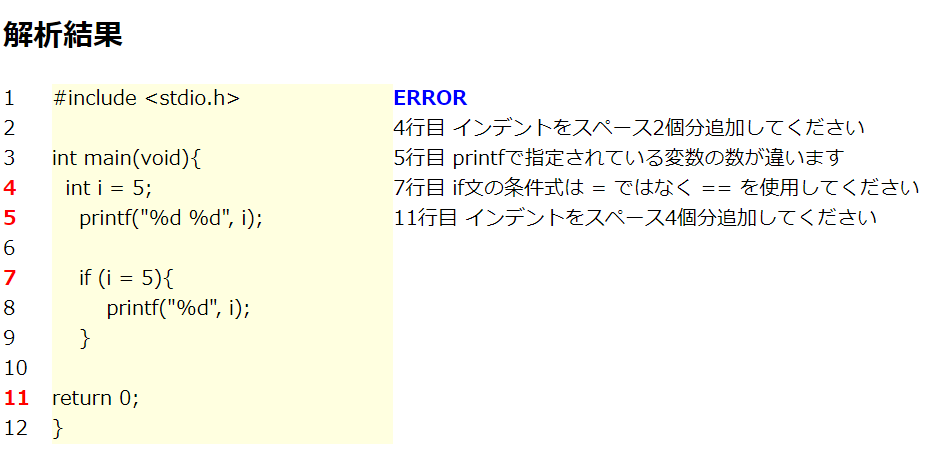 解析結果
1 #include <stdio.h> ERROR
2 4行目 インデントをスペース2個分追加してください
3 int main(void){ 5行目 printfで指定されている変数の数が違います
4   int i = 5; 7行目 if文の条件式は = ではなく == を使用してください
5     printf("%d %d", i); 11行目 インデントをスペース4個分追加してください
6
7     if (i = 5){
8         printf("%d", i);
9     }
10
11 return 0;
12 }